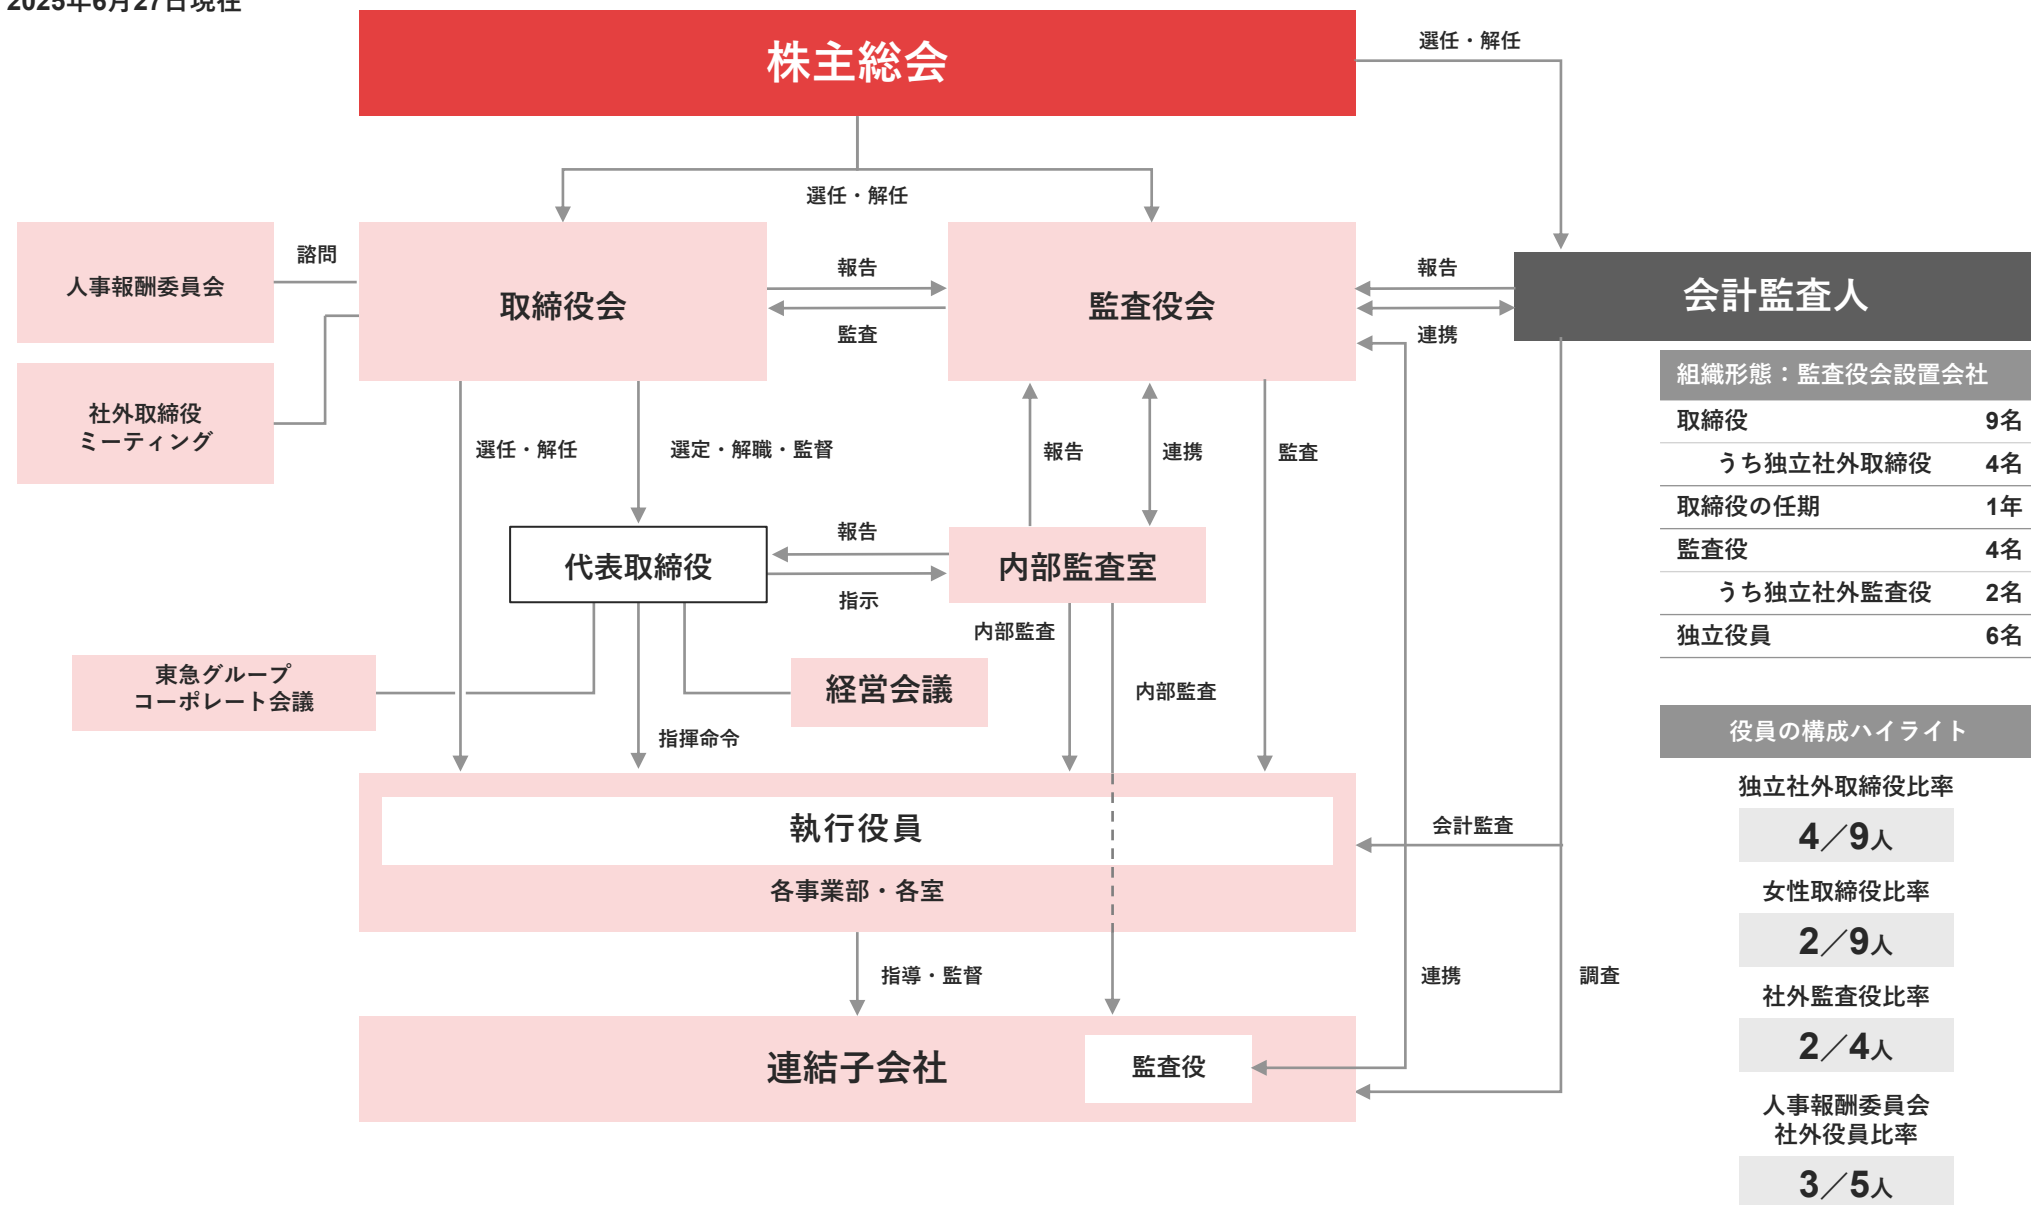 2025年6月27日現在
株主総会
選任・解任
選任・解任
人事報酬委員会
諮問
取締役会
報告
監査
監査役会
報告
連携
会計監査人
社外取締役
ミーティング
選任・解任
選定・解職・監督
報告
連携
監査
代表取締役
報告
指示
内部監査室
内部監査
内部監査
東急グループ
コーポレート会議
経営会議
指揮命令
執行役員
各事業部・各室
会計監査
指導・監督
連携
調査
連結子会社
監査役
組織形態：監査役会設置会社
取締役 9名
うち独立社外取締役 4名
取締役の任期 1年
監査役 4名
うち独立社外監査役 2名
独立役員 6名
役員の構成ハイライト
独立社外取締役比率
4／9人
女性取締役比率
2／9人
社外監査役比率
2／4人
人事報酬委員会
社外役員比率
3／5人